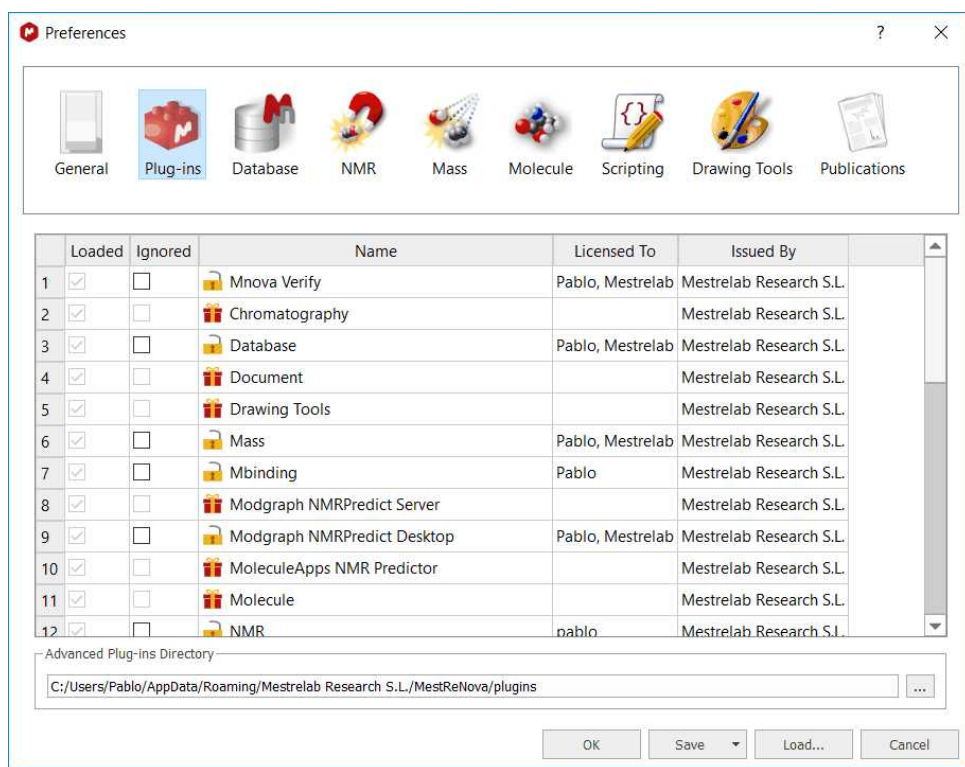 Preferences
?
General Plug-ins Database NMR Mass Molecule Scripting Drawing Tools Publications
Loaded Ignored Name Licensed To Issued By
1 Mnova Verify Pablo, Mestrelab Mestrelab Research S.L.
2 Chromatography Mestrelab Research S.L.
3 Database Pablo, Mestrelab Mestrelab Research S.L.
4 Document Mestrelab Research S.L.
5 Drawing Tools Mestrelab Research S.L.
6 Mass Pablo, Mestrelab Mestrelab Research S.L.
7 Mbinding Pablo Mestrelab Research S.L.
8 Modgraph NMRPredict Server Mestrelab Research S.L.
9 Modgraph NMRPredict Desktop Pablo, Mestrelab Mestrelab Research S.L.
10 MoleculeApps NMR Predictor Mestrelab Research S.L.
11 Molecule Mestrelab Research S.L.
12 NMR pablo Mestrelab Research S.L.
Advanced Plug-ins Directory
C:/Users/Pablo/AppData/Roaming/Mestrelab Research S.L./MestReNova/plugins ...
OK Save Load... Cancel